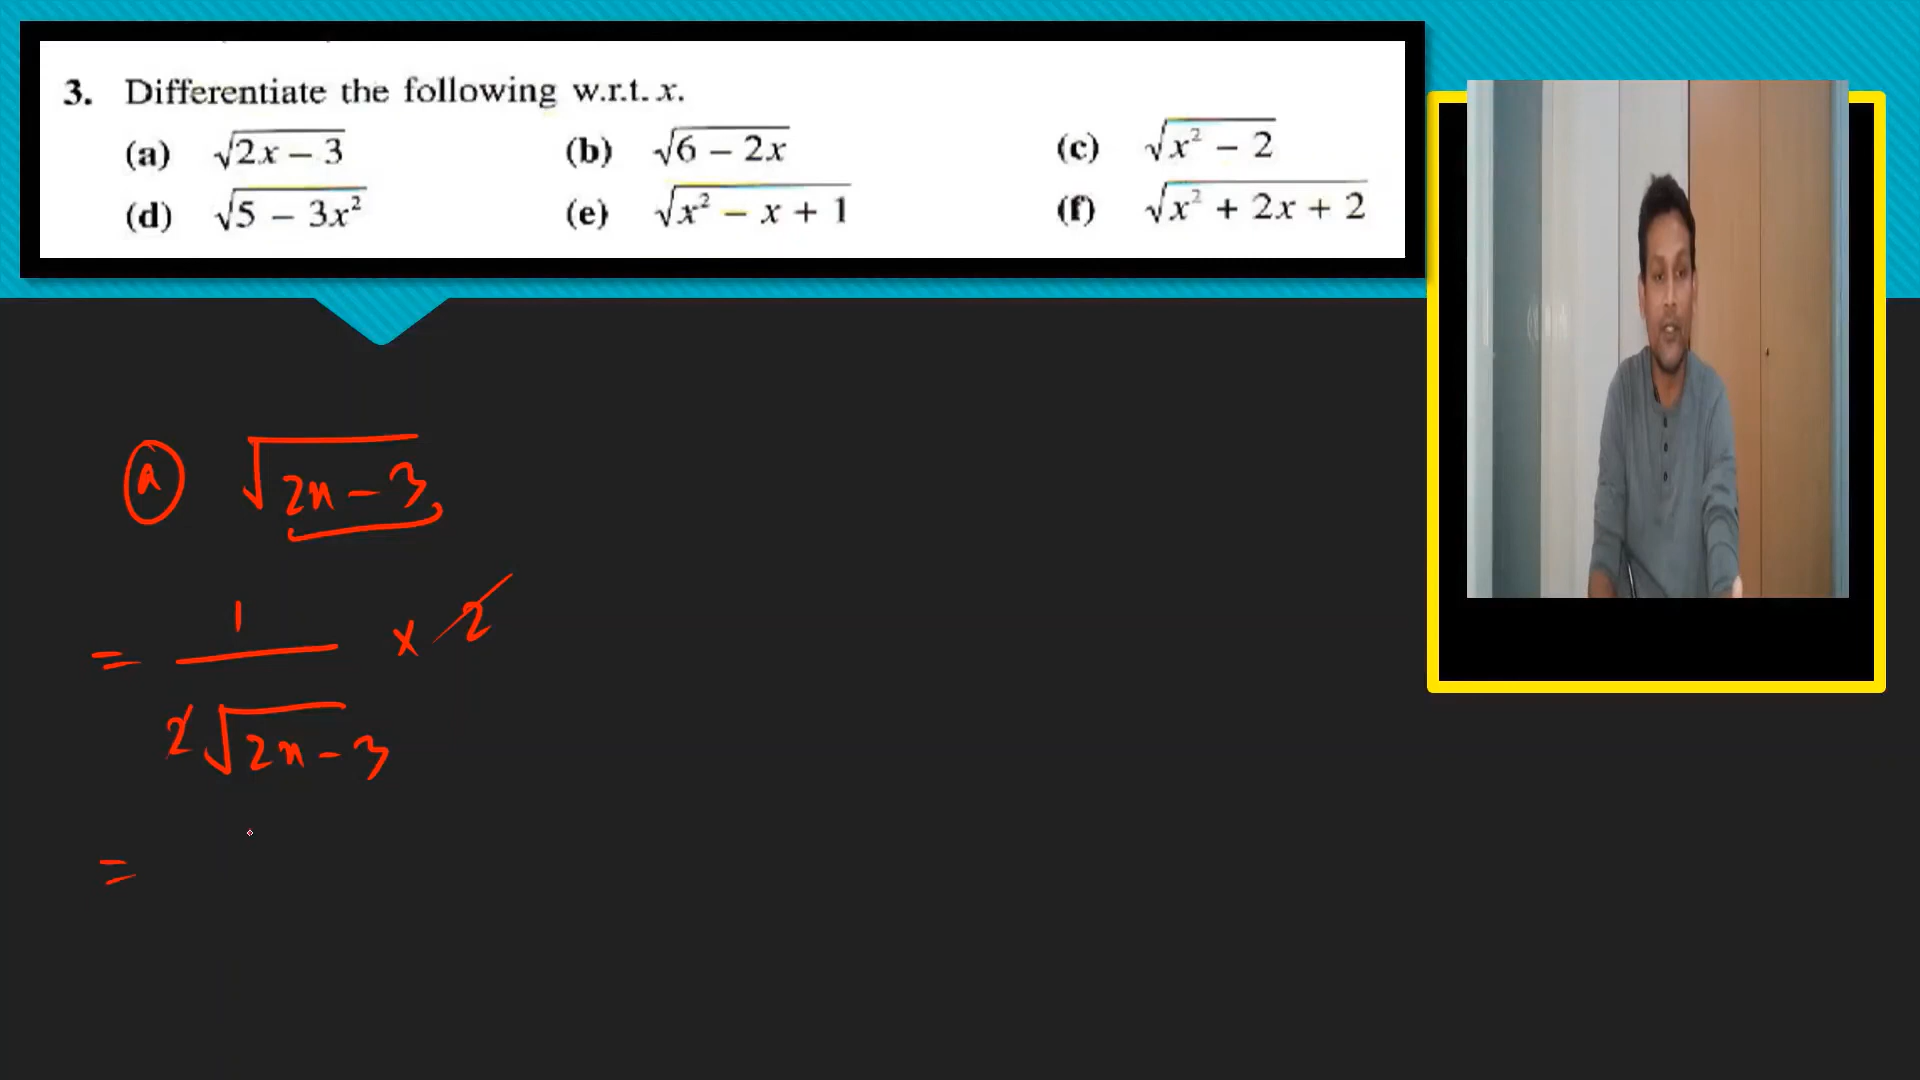 3. Differentiate the following w.r.t. x.
(a) √2x – 3 (b) √6 – 2x (c) √x² – 2
(d) √5 – 3x² (e) √x² – x + 1 (f) √x² + 2x + 2
a √2x – 3
= 1 / 2√2x – 3 × 2
=